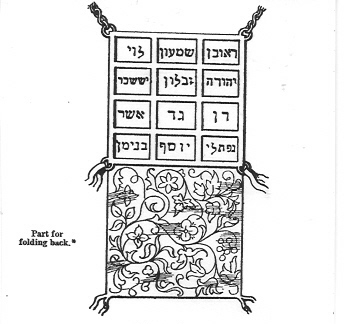 ראובן שמעון לוי
יהודה זבלון יששכר
דן גד אשר
נפתלי יוסף בנימן
Part for
folding back.*